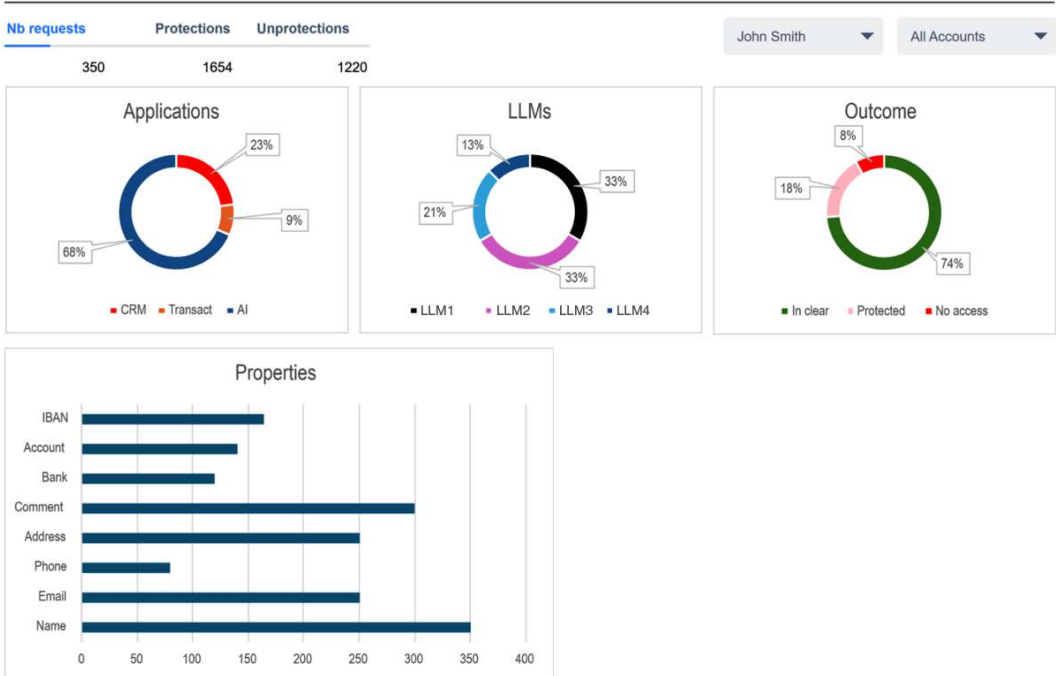 Nb requests Protections Unprotections
John Smith All Accounts
350 1654 1220
Applications
23%
9%
68%
CRM Transact AI
LLMs
13%
33%
21%
33%
LLM1 LLM2 LLM3 LLM4
Outcome
8%
18%
74%
In clear Protected No access
Properties
IBAN
Account
Bank
Comment
Address
Phone
Email
Name
0 50 100 150 200 250 300 350 400